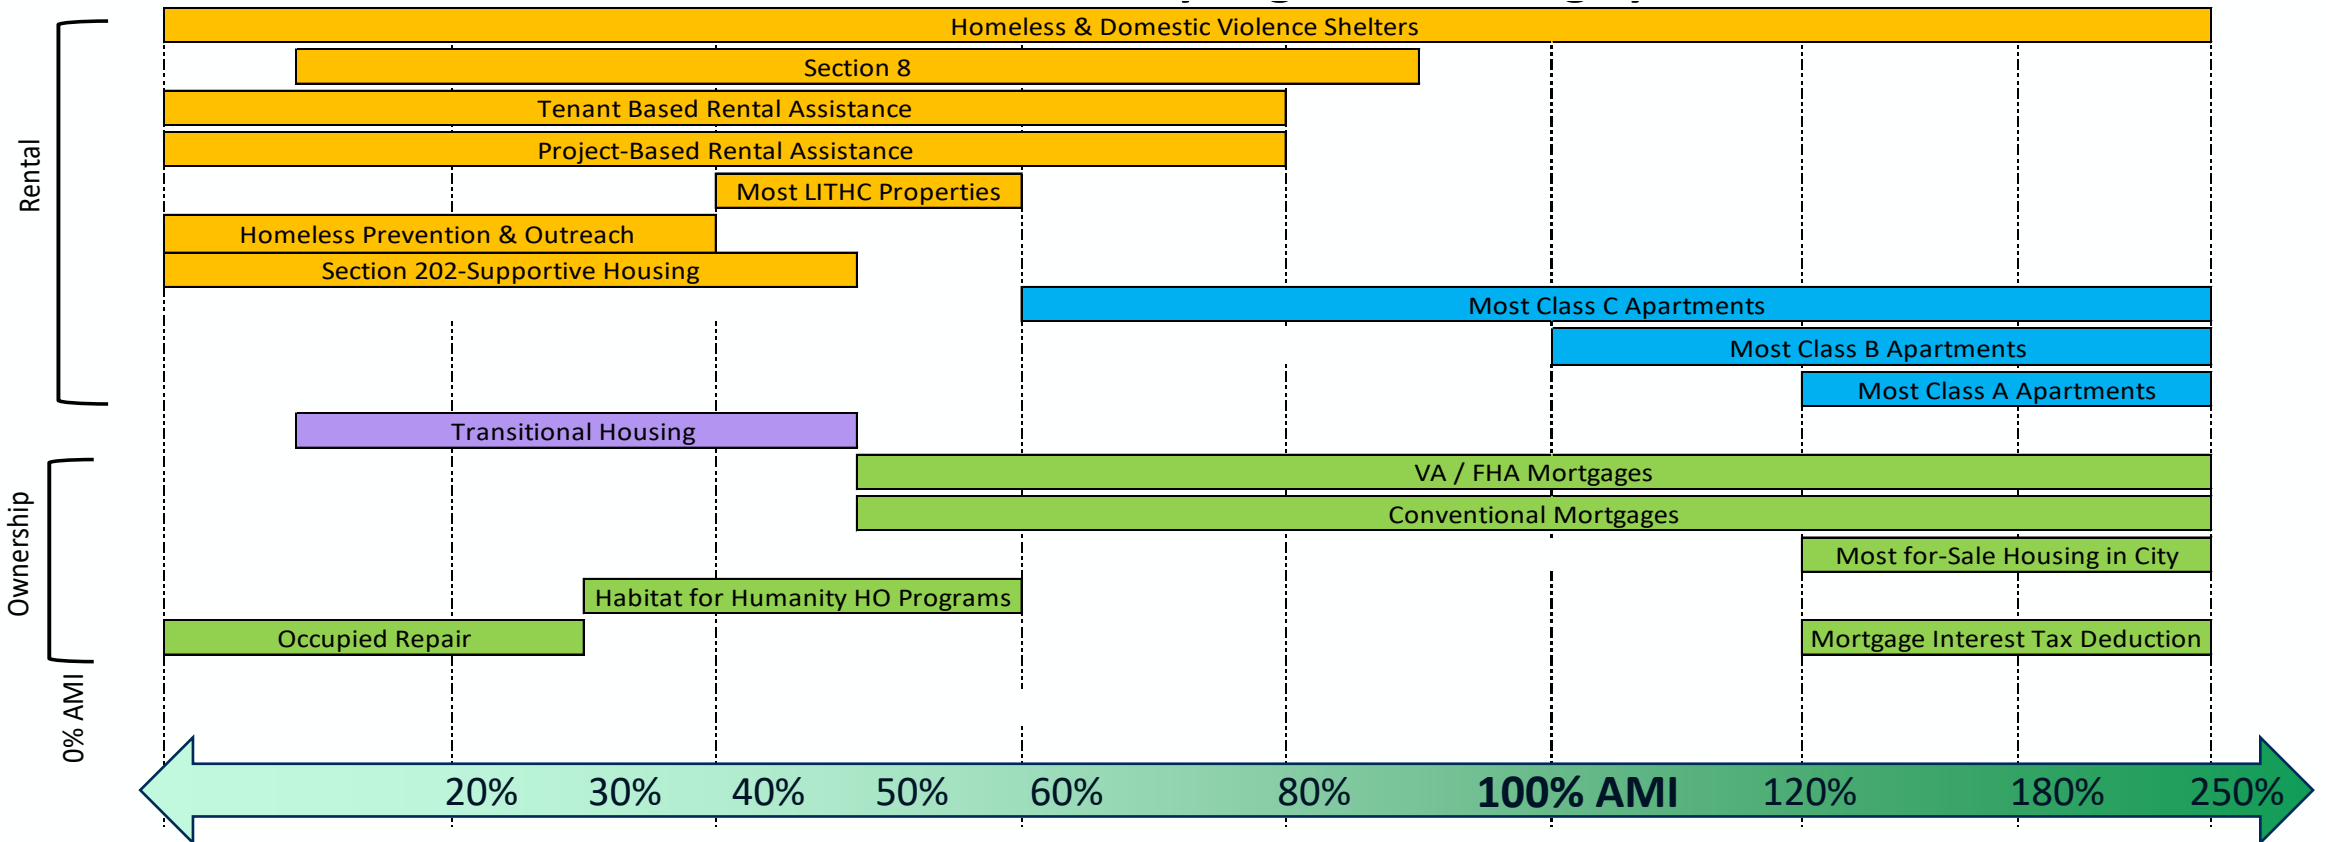 Homeless & Domestic Violence Shelters
Section 8
Tenant Based Rental Assistance
Project-Based Rental Assistance
Most LITHC Properties
Homeless Prevention & Outreach
Section 202-Supportive Housing
Most Class C Apartments
Most Class B Apartments
Most Class A Apartments
Rental
Transitional Housing
VA / FHA Mortgages
Conventional Mortgages
Most for-Sale Housing in City
Habitat for Humanity HO Programs
Occupied Repair
Mortgage Interest Tax Deduction
Ownership
0% AMI
20% 30% 40% 50% 60% 80% 100% AMI 120% 180% 250%